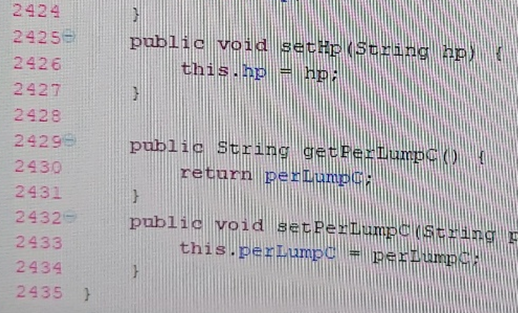 2424 }
2425 public void setHp(String hp) {
2426 this.hp = hp;
2427 }
2428
2429 public String getPerLumpC() {
2430 return perLumpC;
2431 }
2432 public void setPerLumpC(String p
2433 this.perLumpC = perLumpC;
2434 }
2435 }